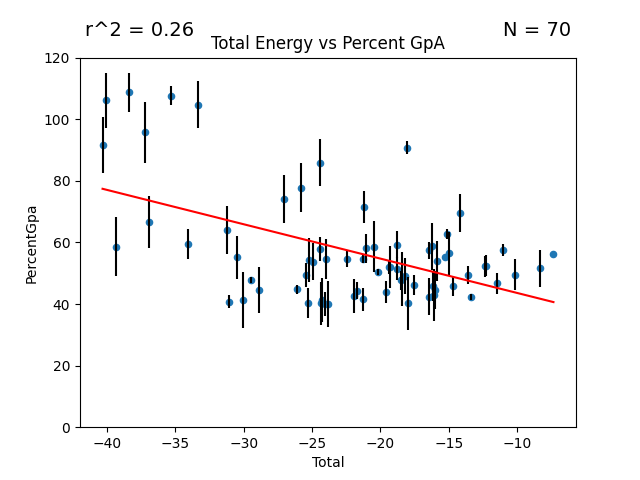 r^2 = 0.26
N = 70
Total Energy vs Percent GpA
120
100
80
60
40
20
0
PercentGpa
−40 −35 −30 −25 −20 −15 −10
Total